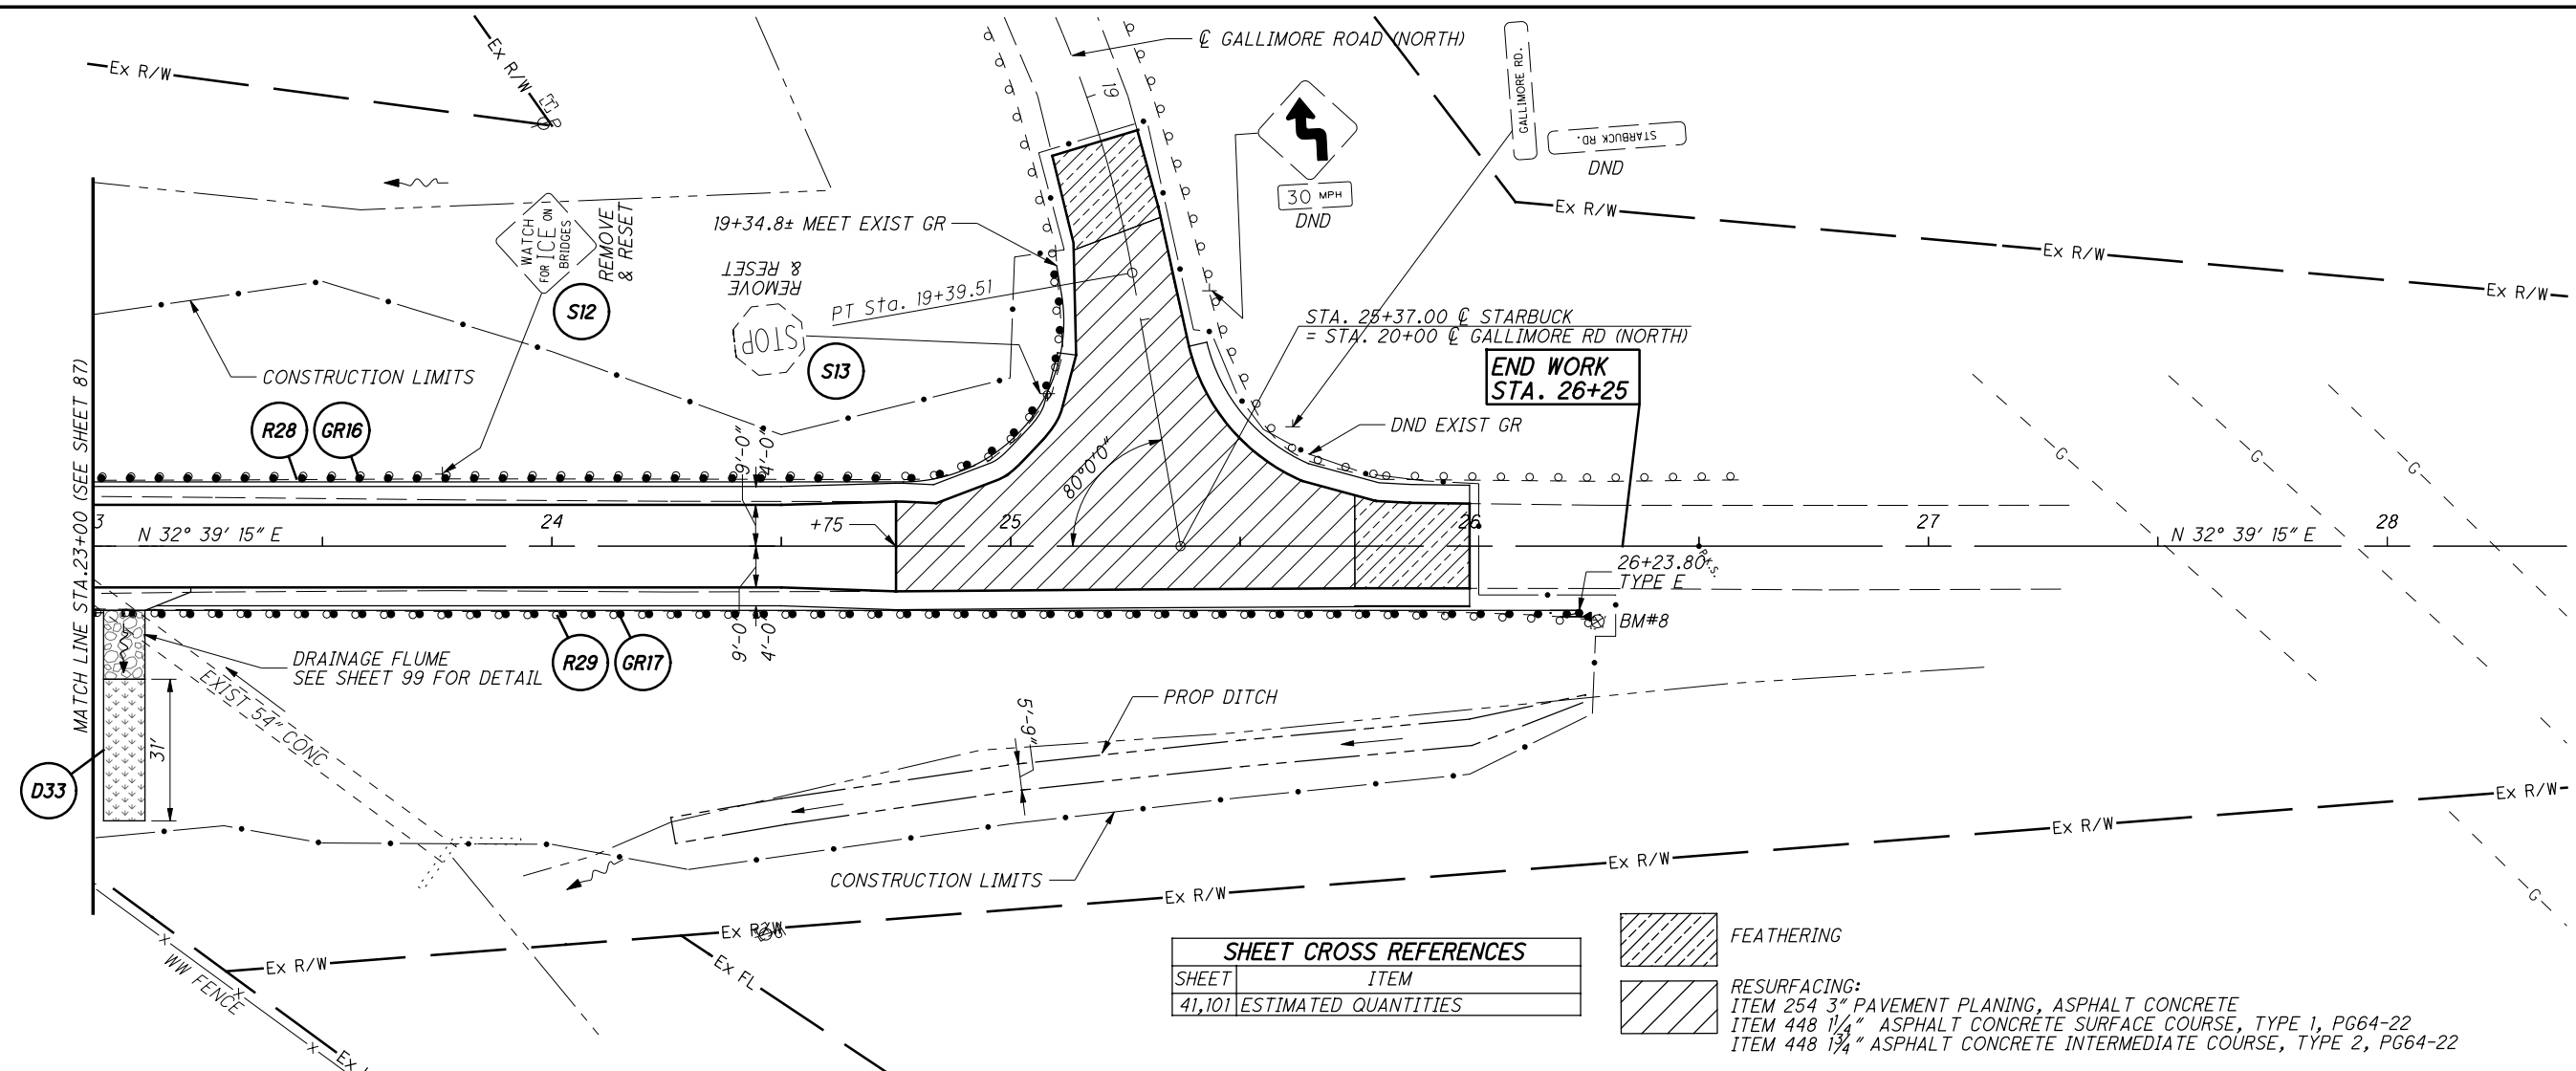 Ex R/W
Ex R/W
℄ GALLIMORE ROAD (NORTH)
19
GALLIMORE RD.
STARBUCK RD.
DND
30 MPH
DND
Ex R/W
Ex R/W
Ex R/W
WATCH
FOR ICE ON
BRIDGES
REMOVE
& RESET
S12
19+34.8± MEET EXIST GR
REMOVE
& RESET
PT Sta. 19+39.51
STOP
S13
STA. 25+37.00 ℄ STARBUCK
= STA. 20+00 ℄ GALLIMORE RD (NORTH)
END WORK
STA. 26+25
CONSTRUCTION LIMITS
DND EXIST GR
R28
GR16
MATCH LINE STA.23+00 (SEE SHEET 87)
9'-0"
4'-0"
80°0'0"
G
G
G
3
24
+75
25
26
27
28
N 32° 39' 15" E
N 32° 39' 15" E
P.K.S.
26+23.80
TYPE E
BM#8
9'-0"
4'-0"
DRAINAGE FLUME
SEE SHEET 99 FOR DETAIL
R29
GR17
EXIST 54" CONC
31'
D33
PROP DITCH
5'-9"
CONSTRUCTION LIMITS
Ex R/W
Ex R/W
Ex R/W
Ex R/W
Ex R/W
Ex R/W
Ex FL
WW FENCE
X
X
X
Ex
G
SHEET CROSS REFERENCES
SHEET ITEM
41,101 ESTIMATED QUANTITIES
FEATHERING
RESURFACING:
ITEM 254 3" PAVEMENT PLANING, ASPHALT CONCRETE
ITEM 448 1¼" ASPHALT CONCRETE SURFACE COURSE, TYPE 1, PG64-22
ITEM 448 1¾" ASPHALT CONCRETE INTERMEDIATE COURSE, TYPE 2, PG64-22